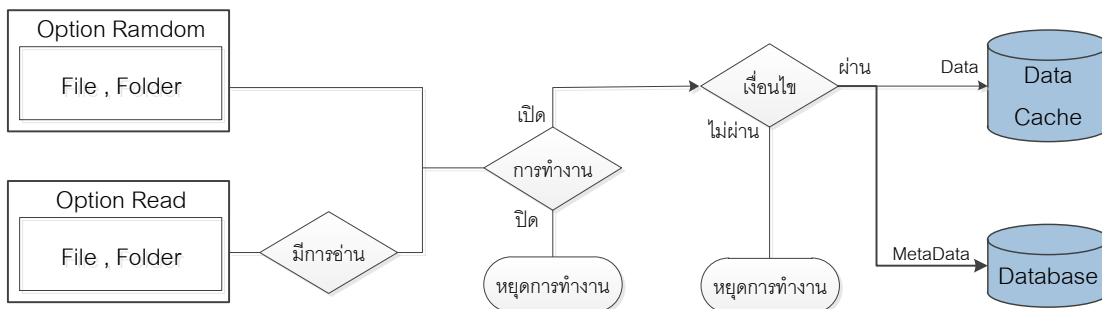 Option Ramdom
File , Folder
Option Read
File , Folder
มีการอ่าน
เปิด
การทำงาน
ปิด
หยุดการทำงาน
เงื่อนไข
ผ่าน
ไม่ผ่าน
หยุดการทำงาน
Data
Data
Cache
MetaData
Database